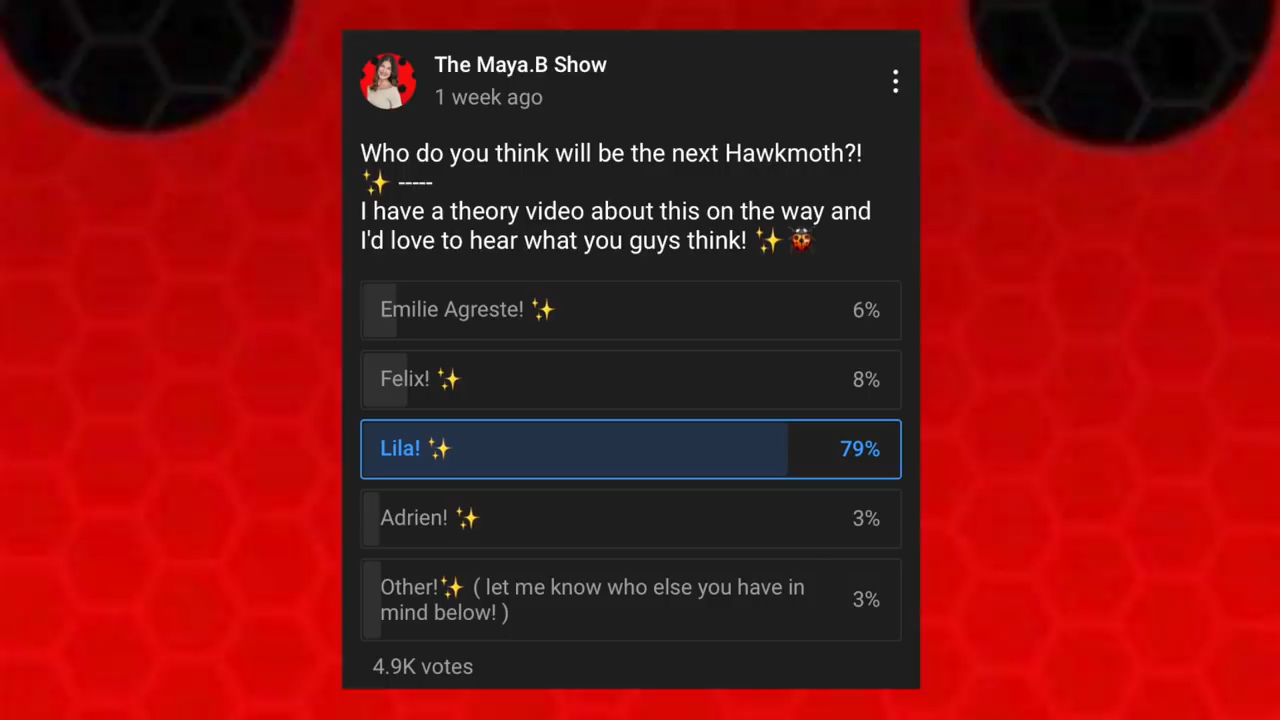 The Maya.B Show
1 week ago
Who do you think will be the next Hawkmoth?!
✨ -----
I have a theory video about this on the way and
I'd love to hear what you guys think! ✨ 🐞
Emilie Agreste! ✨ 6%
Felix! ✨ 8%
Lila! ✨ 79%
Adrien! ✨ 3%
Other!✨ ( let me know who else you have in
mind below! ) 3%
4.9K votes